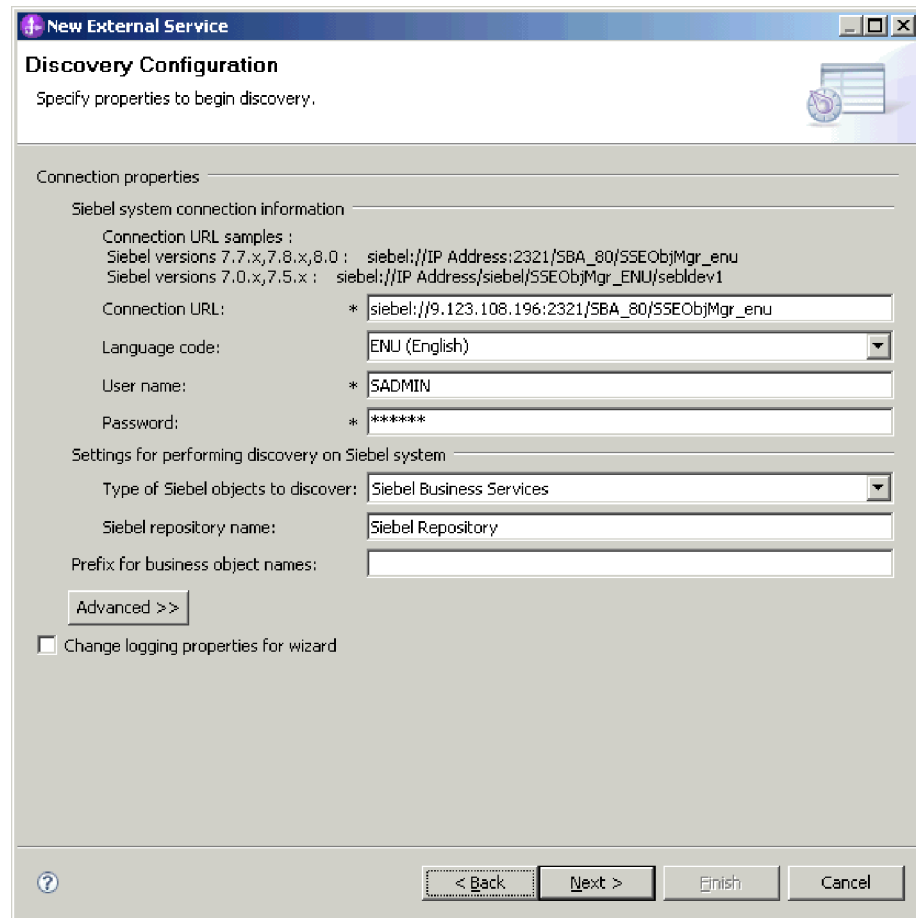 New External Service
Discovery Configuration
Specify properties to begin discovery.
Connection properties
Siebel system connection information
Connection URL samples :
Siebel versions 7.7.x,7.8.x,8.0 : siebel://IP Address:2321/SBA_80/SSEObjMgr_enu
Siebel versions 7.0.x,7.5.x : siebel://IP Address/siebel/SSEObjMgr_ENU/sebldev1
Connection URL: * siebel://9.123.108.196:2321/SBA_80/SSEObjMgr_enu
Language code: ENU (English)
User name: * SADMIN
Password: * ******
Settings for performing discovery on Siebel system
Type of Siebel objects to discover: Siebel Business Services
Siebel repository name: Siebel Repository
Prefix for business object names:
Advanced >>
Change logging properties for wizard
? < Back Next > Finish Cancel